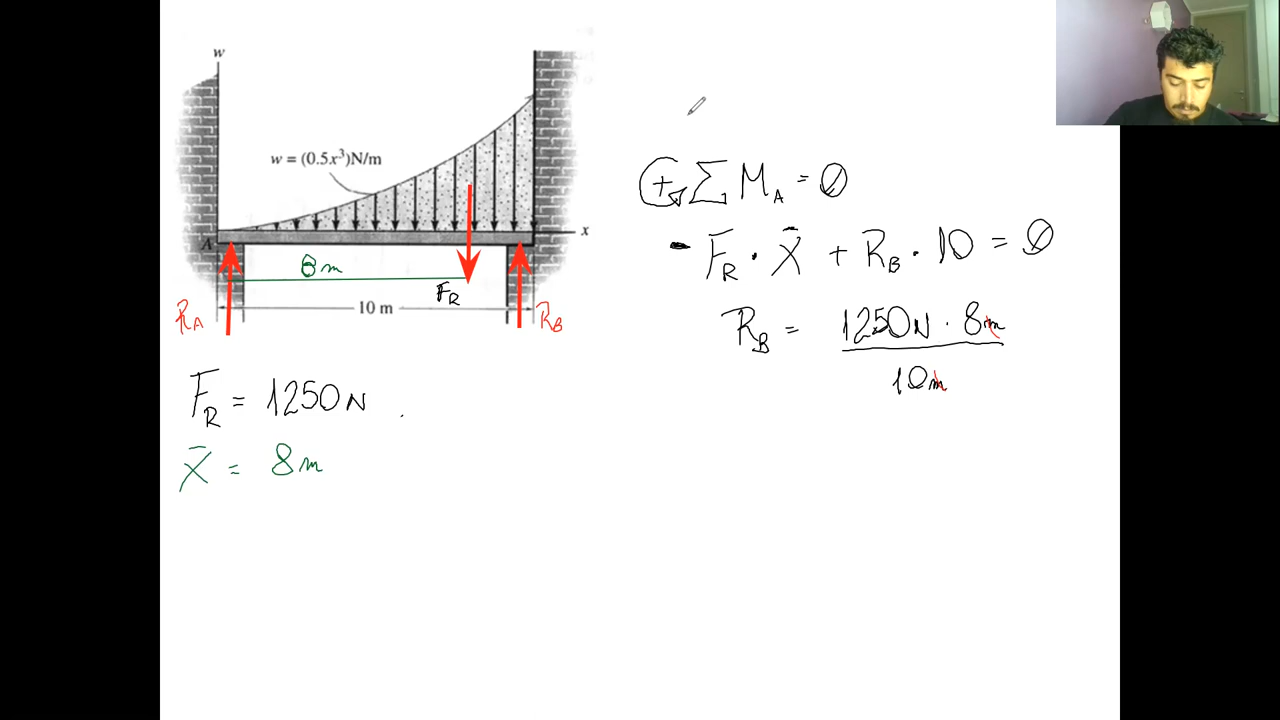 w
w = (0.5x³)N/m
x
A
8m
F_R
10 m
R_A
R_B
F_R = 1250 N
x̄ = 8m
+ ∑ M_A = 0
- F_R · x̄ + R_B · 10 = 0
R_B = 1250N · 8m
10m